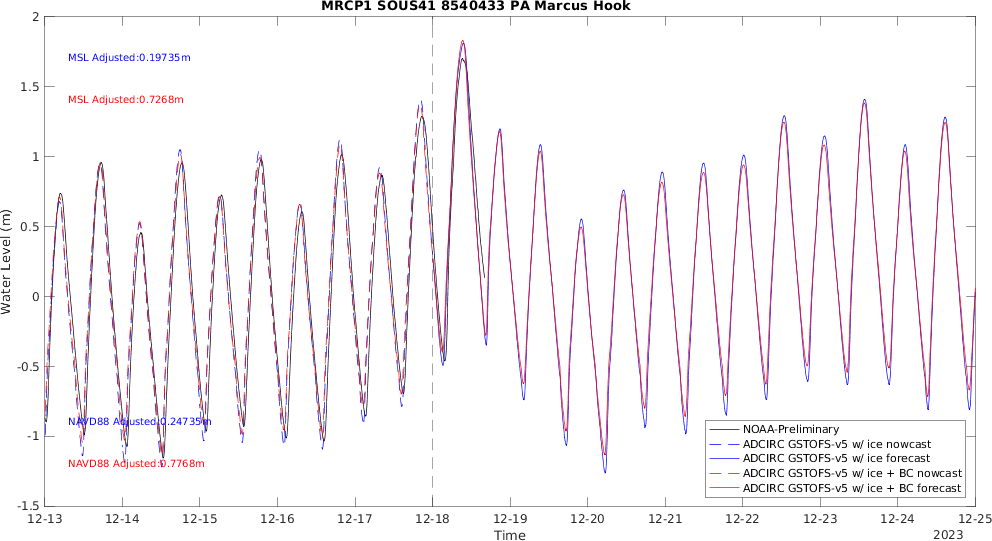 MRCP1 SOUS41 8540433 PA Marcus Hook
2
1.5
1
0.5
0
-0.5
-1
-1.5
Water Level (m)
MSL Adjusted:0.19735m
MSL Adjusted:0.7268m
NAVD88 Adjusted:0.24735m
NAVD88 Adjusted:0.7768m
NOAA-Preliminary
ADCIRC GSTOFS-v5 w/ ice nowcast
ADCIRC GSTOFS-v5 w/ ice forecast
ADCIRC GSTOFS-v5 w/ ice + BC nowcast
ADCIRC GSTOFS-v5 w/ ice + BC forecast
12-13 12-14 12-15 12-16 12-17 12-18 12-19 12-20 12-21 12-22 12-23 12-24 12-25
Time
2023